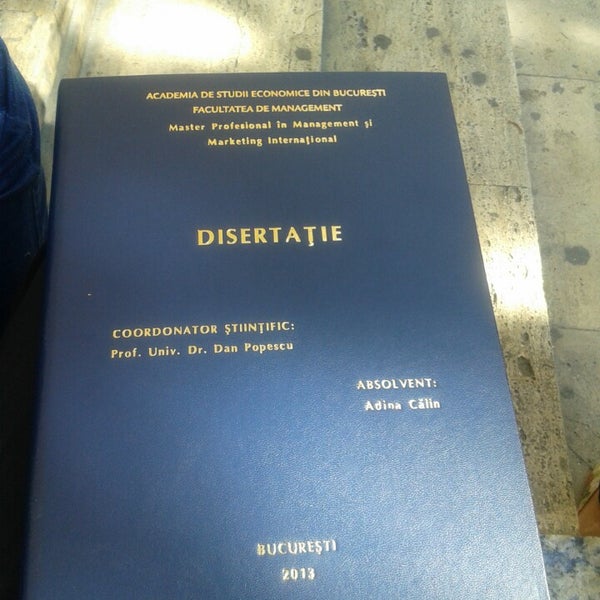 ACADEMIA DE STUDII ECONOMICE DIN BUCUREŞTI
FACULTATEA DE MANAGEMENT
Master Profesional în Management şi
Marketing Internaţional
DISERTAŢIE
COORDONATOR ŞTIINŢIFIC:
Prof. Univ. Dr. Dan Popescu
ABSOLVENT:
Adina Călin
BUCUREŞTI
2013